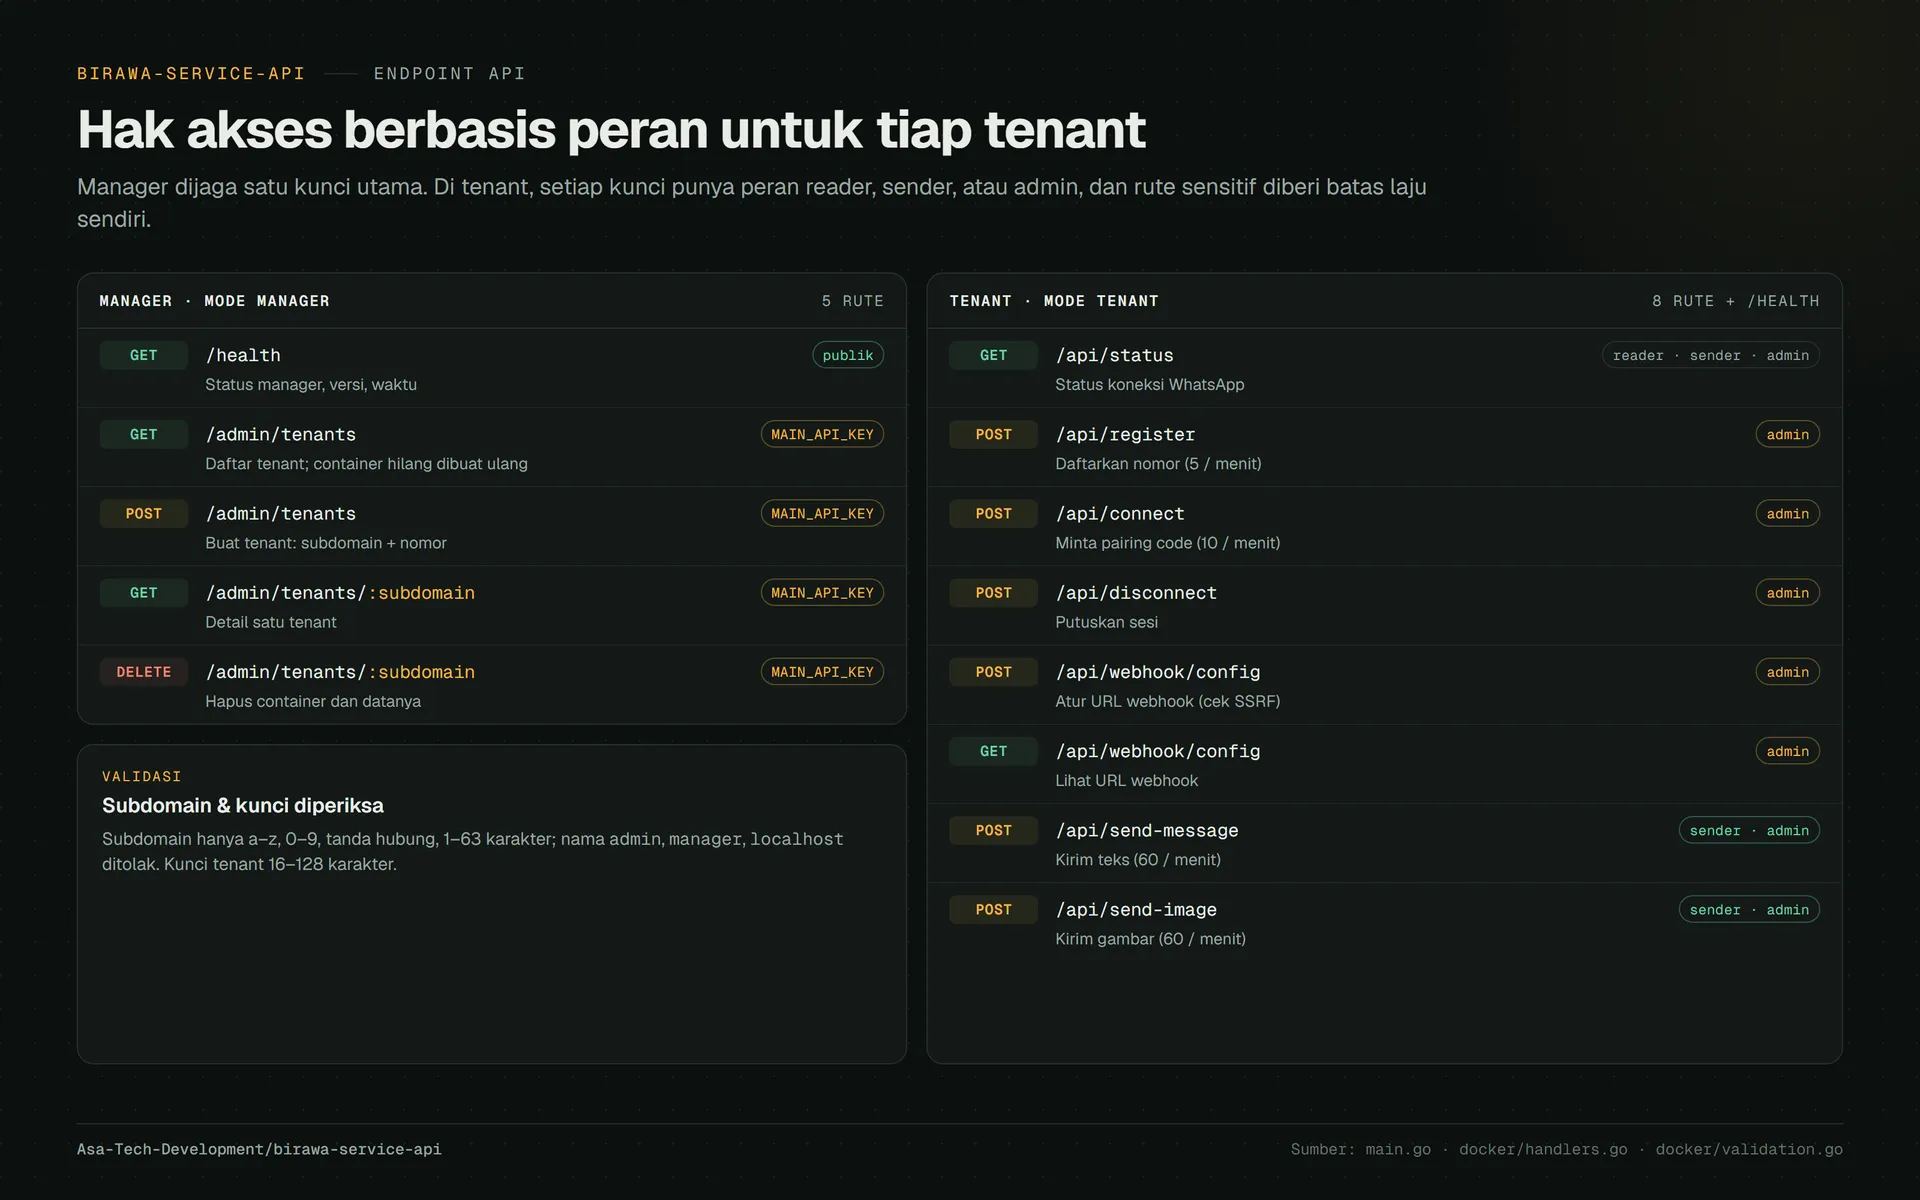 BIRAWA-SERVICE-API ENDPOINT API
Hak akses berbasis peran untuk tiap tenant
Manager dijaga satu kunci utama. Di tenant, setiap kunci punya peran reader, sender, atau admin, dan rute sensitif diberi batas laju
sendiri.
MANAGER · MODE MANAGER 5 RUTE
GET /health publik
Status manager, versi, waktu
GET /admin/tenants MAIN_API_KEY
Daftar tenant; container hilang dibuat ulang
POST /admin/tenants MAIN_API_KEY
Buat tenant: subdomain + nomor
GET /admin/tenants/:subdomain MAIN_API_KEY
Detail satu tenant
DELETE /admin/tenants/:subdomain MAIN_API_KEY
Hapus container dan datanya
VALIDASI
Subdomain & kunci diperiksa
Subdomain hanya a–z, 0–9, tanda hubung, 1–63 karakter; nama admin, manager, localhost
ditolak. Kunci tenant 16–128 karakter.
TENANT · MODE TENANT 8 RUTE + /HEALTH
GET /api/status reader · sender · admin
Status koneksi WhatsApp
POST /api/register admin
Daftarkan nomor (5 / menit)
POST /api/connect admin
Minta pairing code (10 / menit)
POST /api/disconnect admin
Putuskan sesi
POST /api/webhook/config admin
Atur URL webhook (cek SSRF)
GET /api/webhook/config admin
Lihat URL webhook
POST /api/send-message sender · admin
Kirim teks (60 / menit)
POST /api/send-image sender · admin
Kirim gambar (60 / menit)
Asa-Tech-Development/birawa-service-api
Sumber: main.go · docker/handlers.go · docker/validation.go